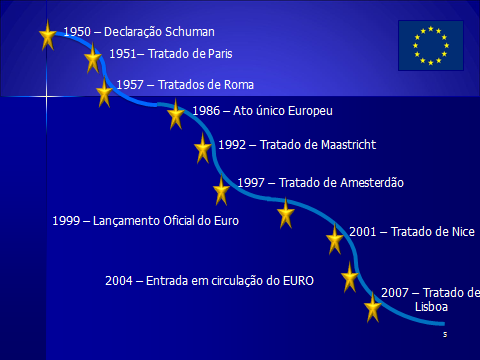 1950 – Declaração Schuman
1951– Tratado de Paris
1957 – Tratados de Roma
1986 – Ato único Europeu
1992 – Tratado de Maastricht
1997 – Tratado de Amesterdão
1999 – Lançamento Oficial do Euro
2001 – Tratado de Nice
2004 – Entrada em circulação do EURO
2007 – Tratado de
Lisboa
5